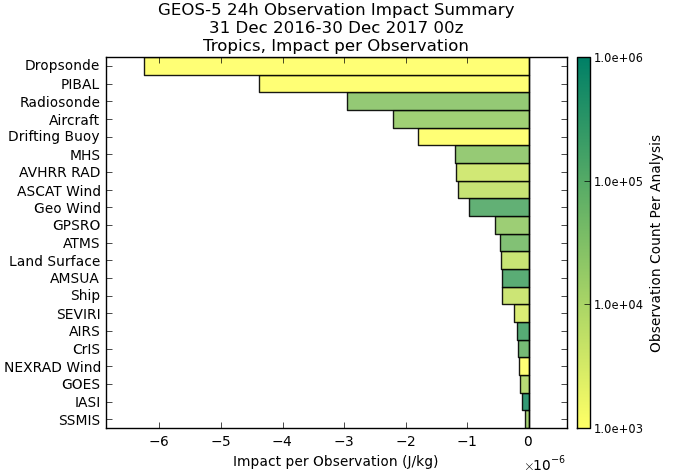 GEOS-5 24h Observation Impact Summary
31 Dec 2016-30 Dec 2017 00z
Tropics, Impact per Observation
Dropsonde
PIBAL
Radiosonde
Aircraft
Drifting Buoy
MHS
AVHRR RAD
ASCAT Wind
Geo Wind
GPSRO
ATMS
Land Surface
AMSUA
Ship
SEVIRI
AIRS
CrIS
NEXRAD Wind
GOES
IASI
SSMIS
−6 −5 −4 −3 −2 −1 0
×10⁻⁶
Impact per Observation (J/kg)
1.0e+06
1.0e+05
1.0e+04
1.0e+03
Observation Count Per Analysis